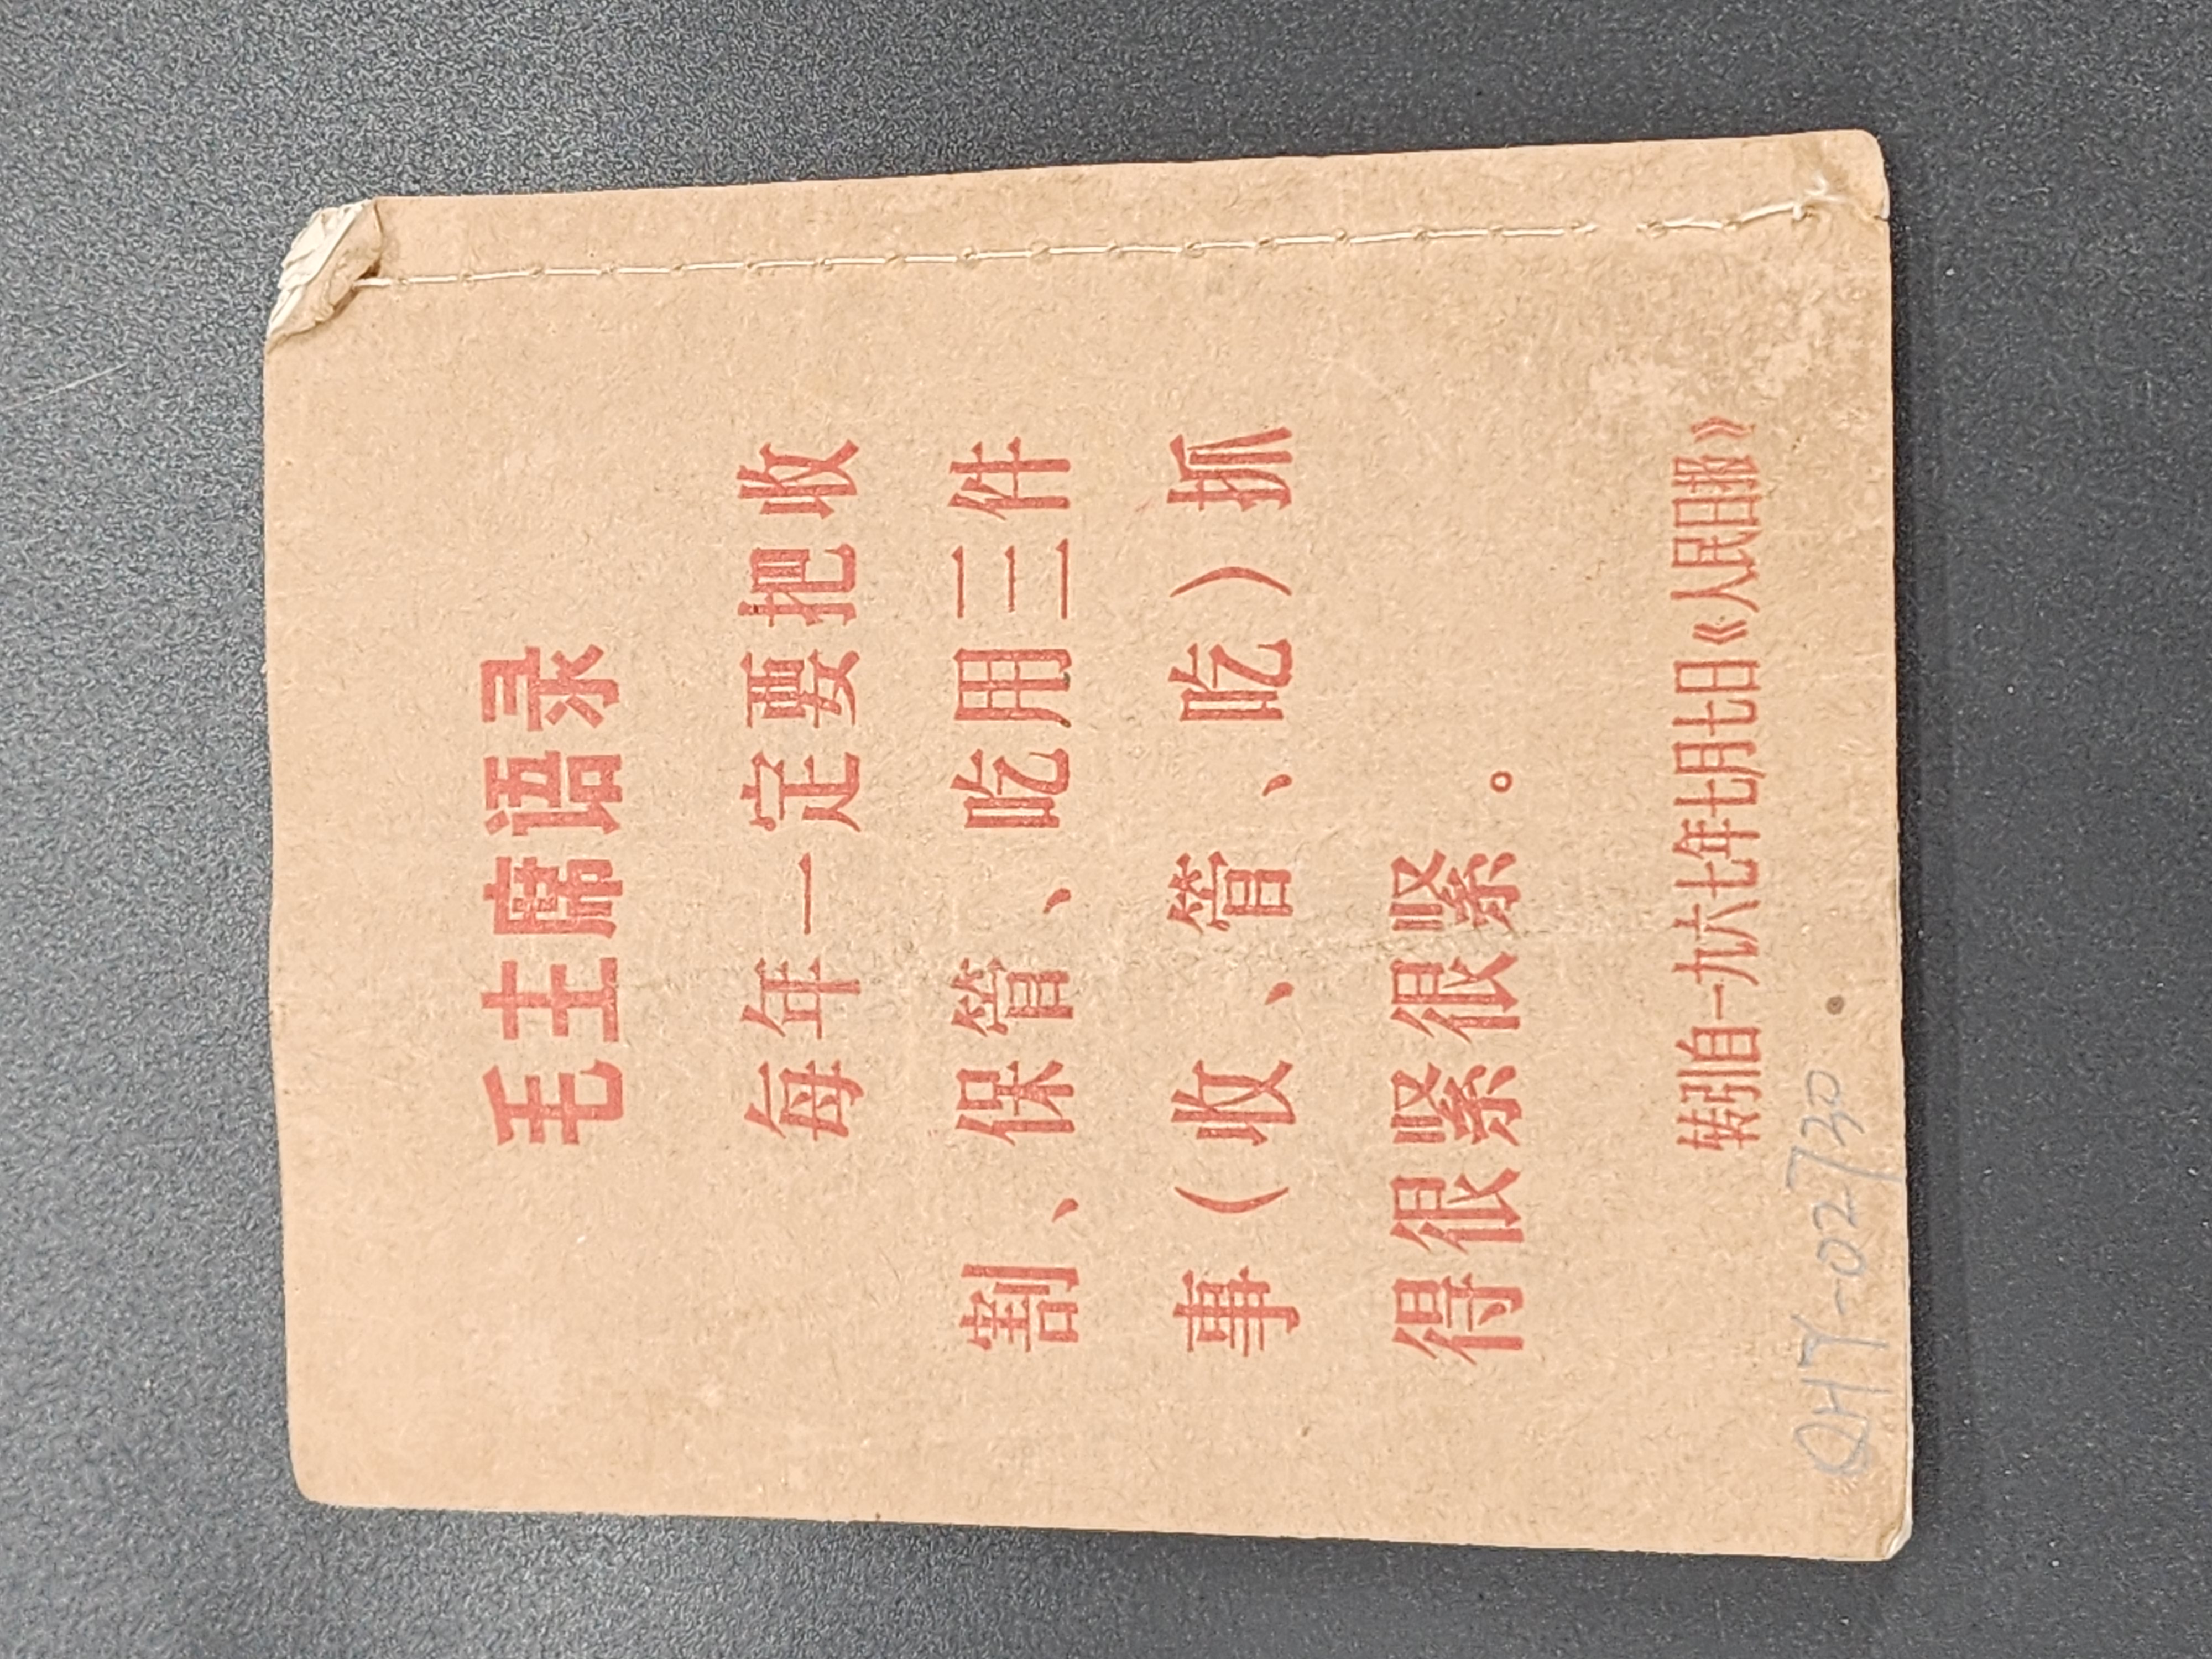 毛主席语录
每年一定要把收
割、保管、吃用三件
事(收、管、吃)抓
得很紧很紧。
转引自一九六七年七月七日《人民日报》
QHT-02730